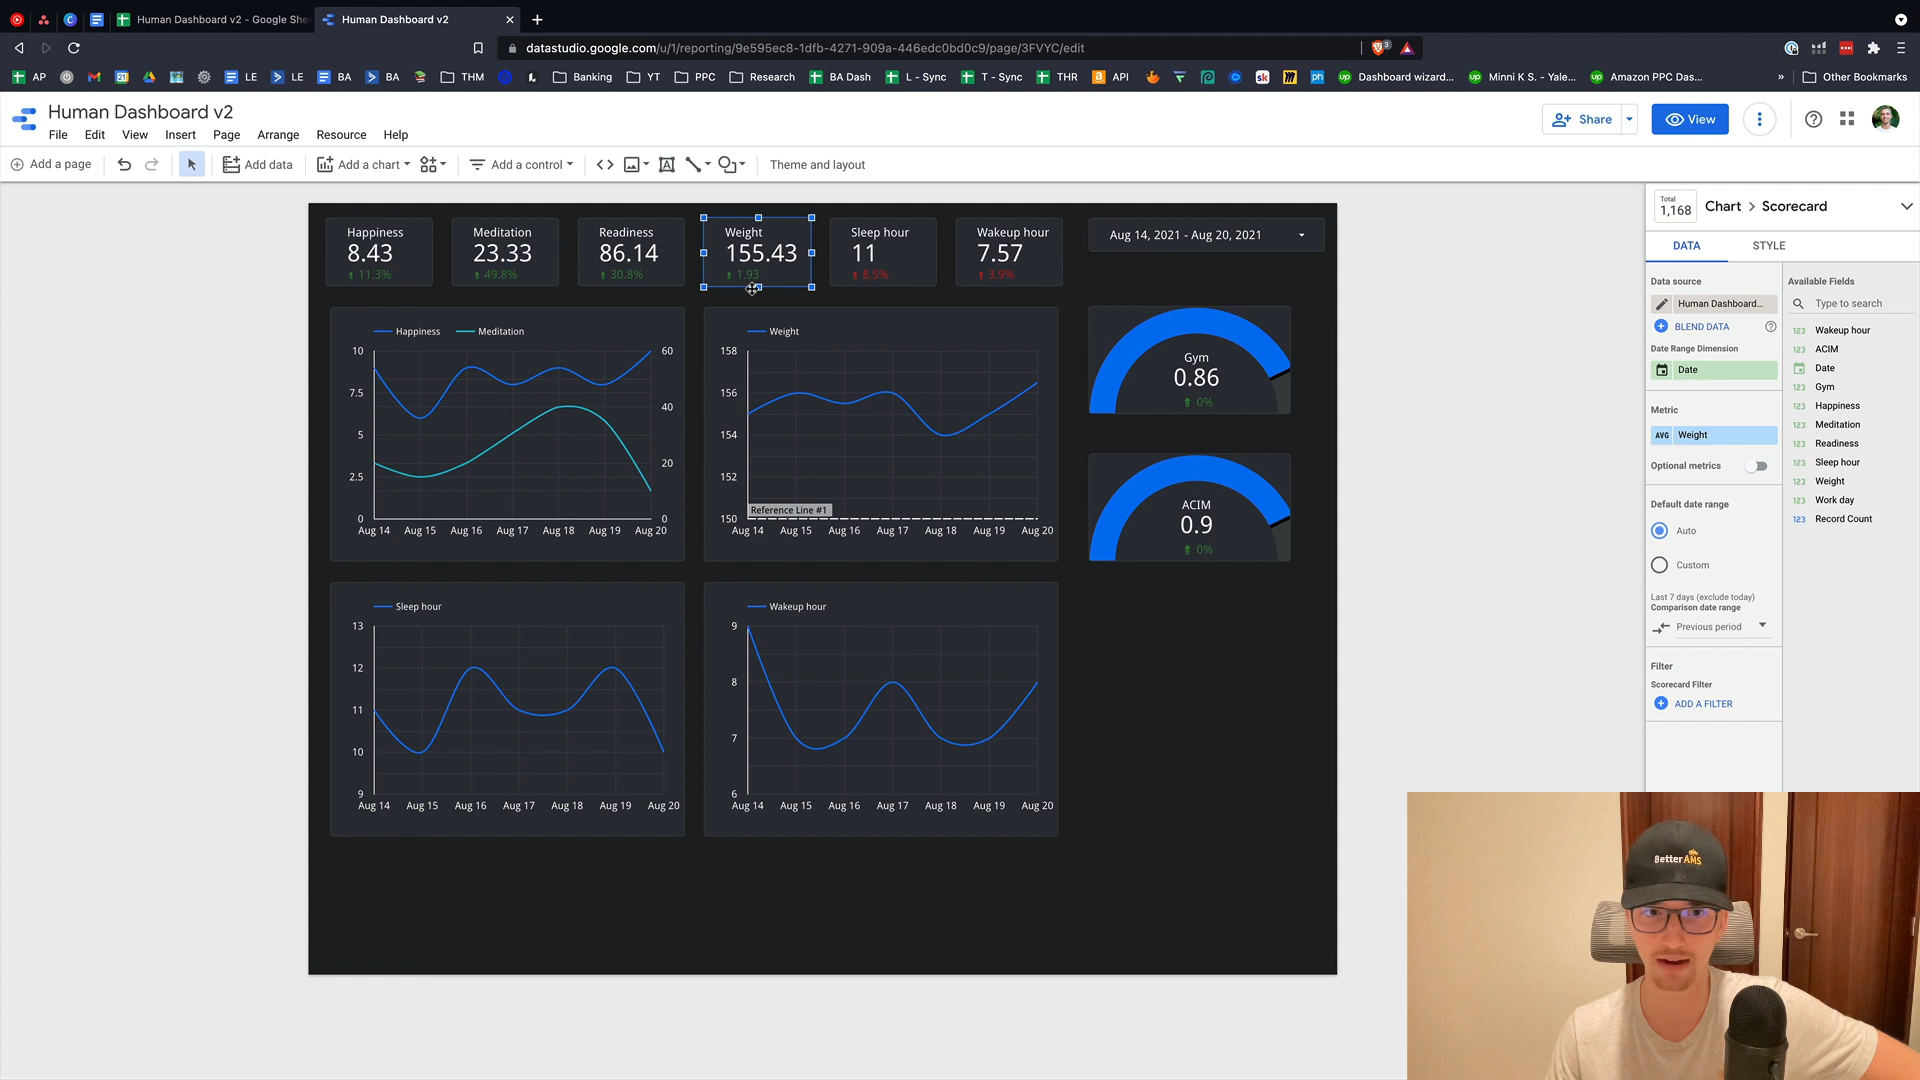 Human Dashboard v2 - Google She
Human Dashboard v2
datastudio.google.com/u/1/reporting/9e595ec8-1dfb-4271-909a-446edc0bd0c9/page/3FVYC/edit
AP LE LE BA BA THM Banking YT PPC Research BA Dash L - Sync T - Sync THR API Dashboard wizard... Minni K S. - Yale... Amazon PPC Das... » Other Bookmarks
Human Dashboard v2
File Edit View Insert Page Arrange Resource Help
Share
View
Add a page
Add data
Add a chart
Add a control
Theme and layout
Happiness
8.43
11.3%
Meditation
23.33
49.8%
Readiness
86.14
30.8%
Weight
155.43
1.93
Sleep hour
11
8.5%
Wakeup hour
7.57
3.9%
Aug 14, 2021 - Aug 20, 2021
Happiness Meditation
10 60
7.5
40
5
20
2.5
0 0
Aug 14 Aug 15 Aug 16 Aug 17 Aug 18 Aug 19 Aug 20
Weight
158
156
154
152
Reference Line #1
150
Aug 14 Aug 15 Aug 16 Aug 17 Aug 18 Aug 19 Aug 20
Gym
0.86
0%
ACIM
0.9
0%
Sleep hour
13
12
11
10
9
Aug 14 Aug 15 Aug 16 Aug 17 Aug 18 Aug 19 Aug 20
Wakeup hour
9
8
7
6
Aug 14 Aug 15 Aug 16 Aug 17 Aug 18 Aug 19 Aug 20
Total
1,168
Chart > Scorecard
DATA STYLE
Data source
Human Dashboard...
BLEND DATA
Date Range Dimension
Date
Metric
AVG Weight
Optional metrics
Default date range
Auto
Custom
Last 7 days (exclude today)
Comparison date range
Previous period
Filter
Scorecard Filter
ADD A FILTER
Available Fields
Type to search
123 Wakeup hour
123 ACIM
Date
123 Gym
123 Happiness
123 Meditation
123 Readiness
123 Sleep hour
123 Weight
123 Work day
123 Record Count
BetterAMS